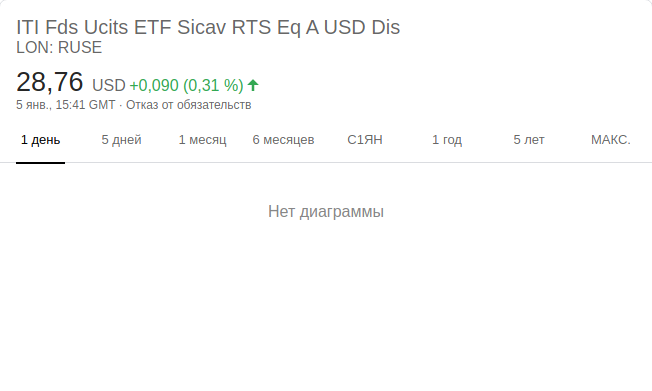 ITI Fds Ucits ETF Sicav RTS Eq A USD Dis
LON: RUSE
28,76 USD +0,090 (0,31 %)
5 янв., 15:41 GMT · Отказ от обязательств
1 день 5 дней 1 месяц 6 месяцев С1ЯН 1 год 5 лет МАКС.
Нет диаграммы